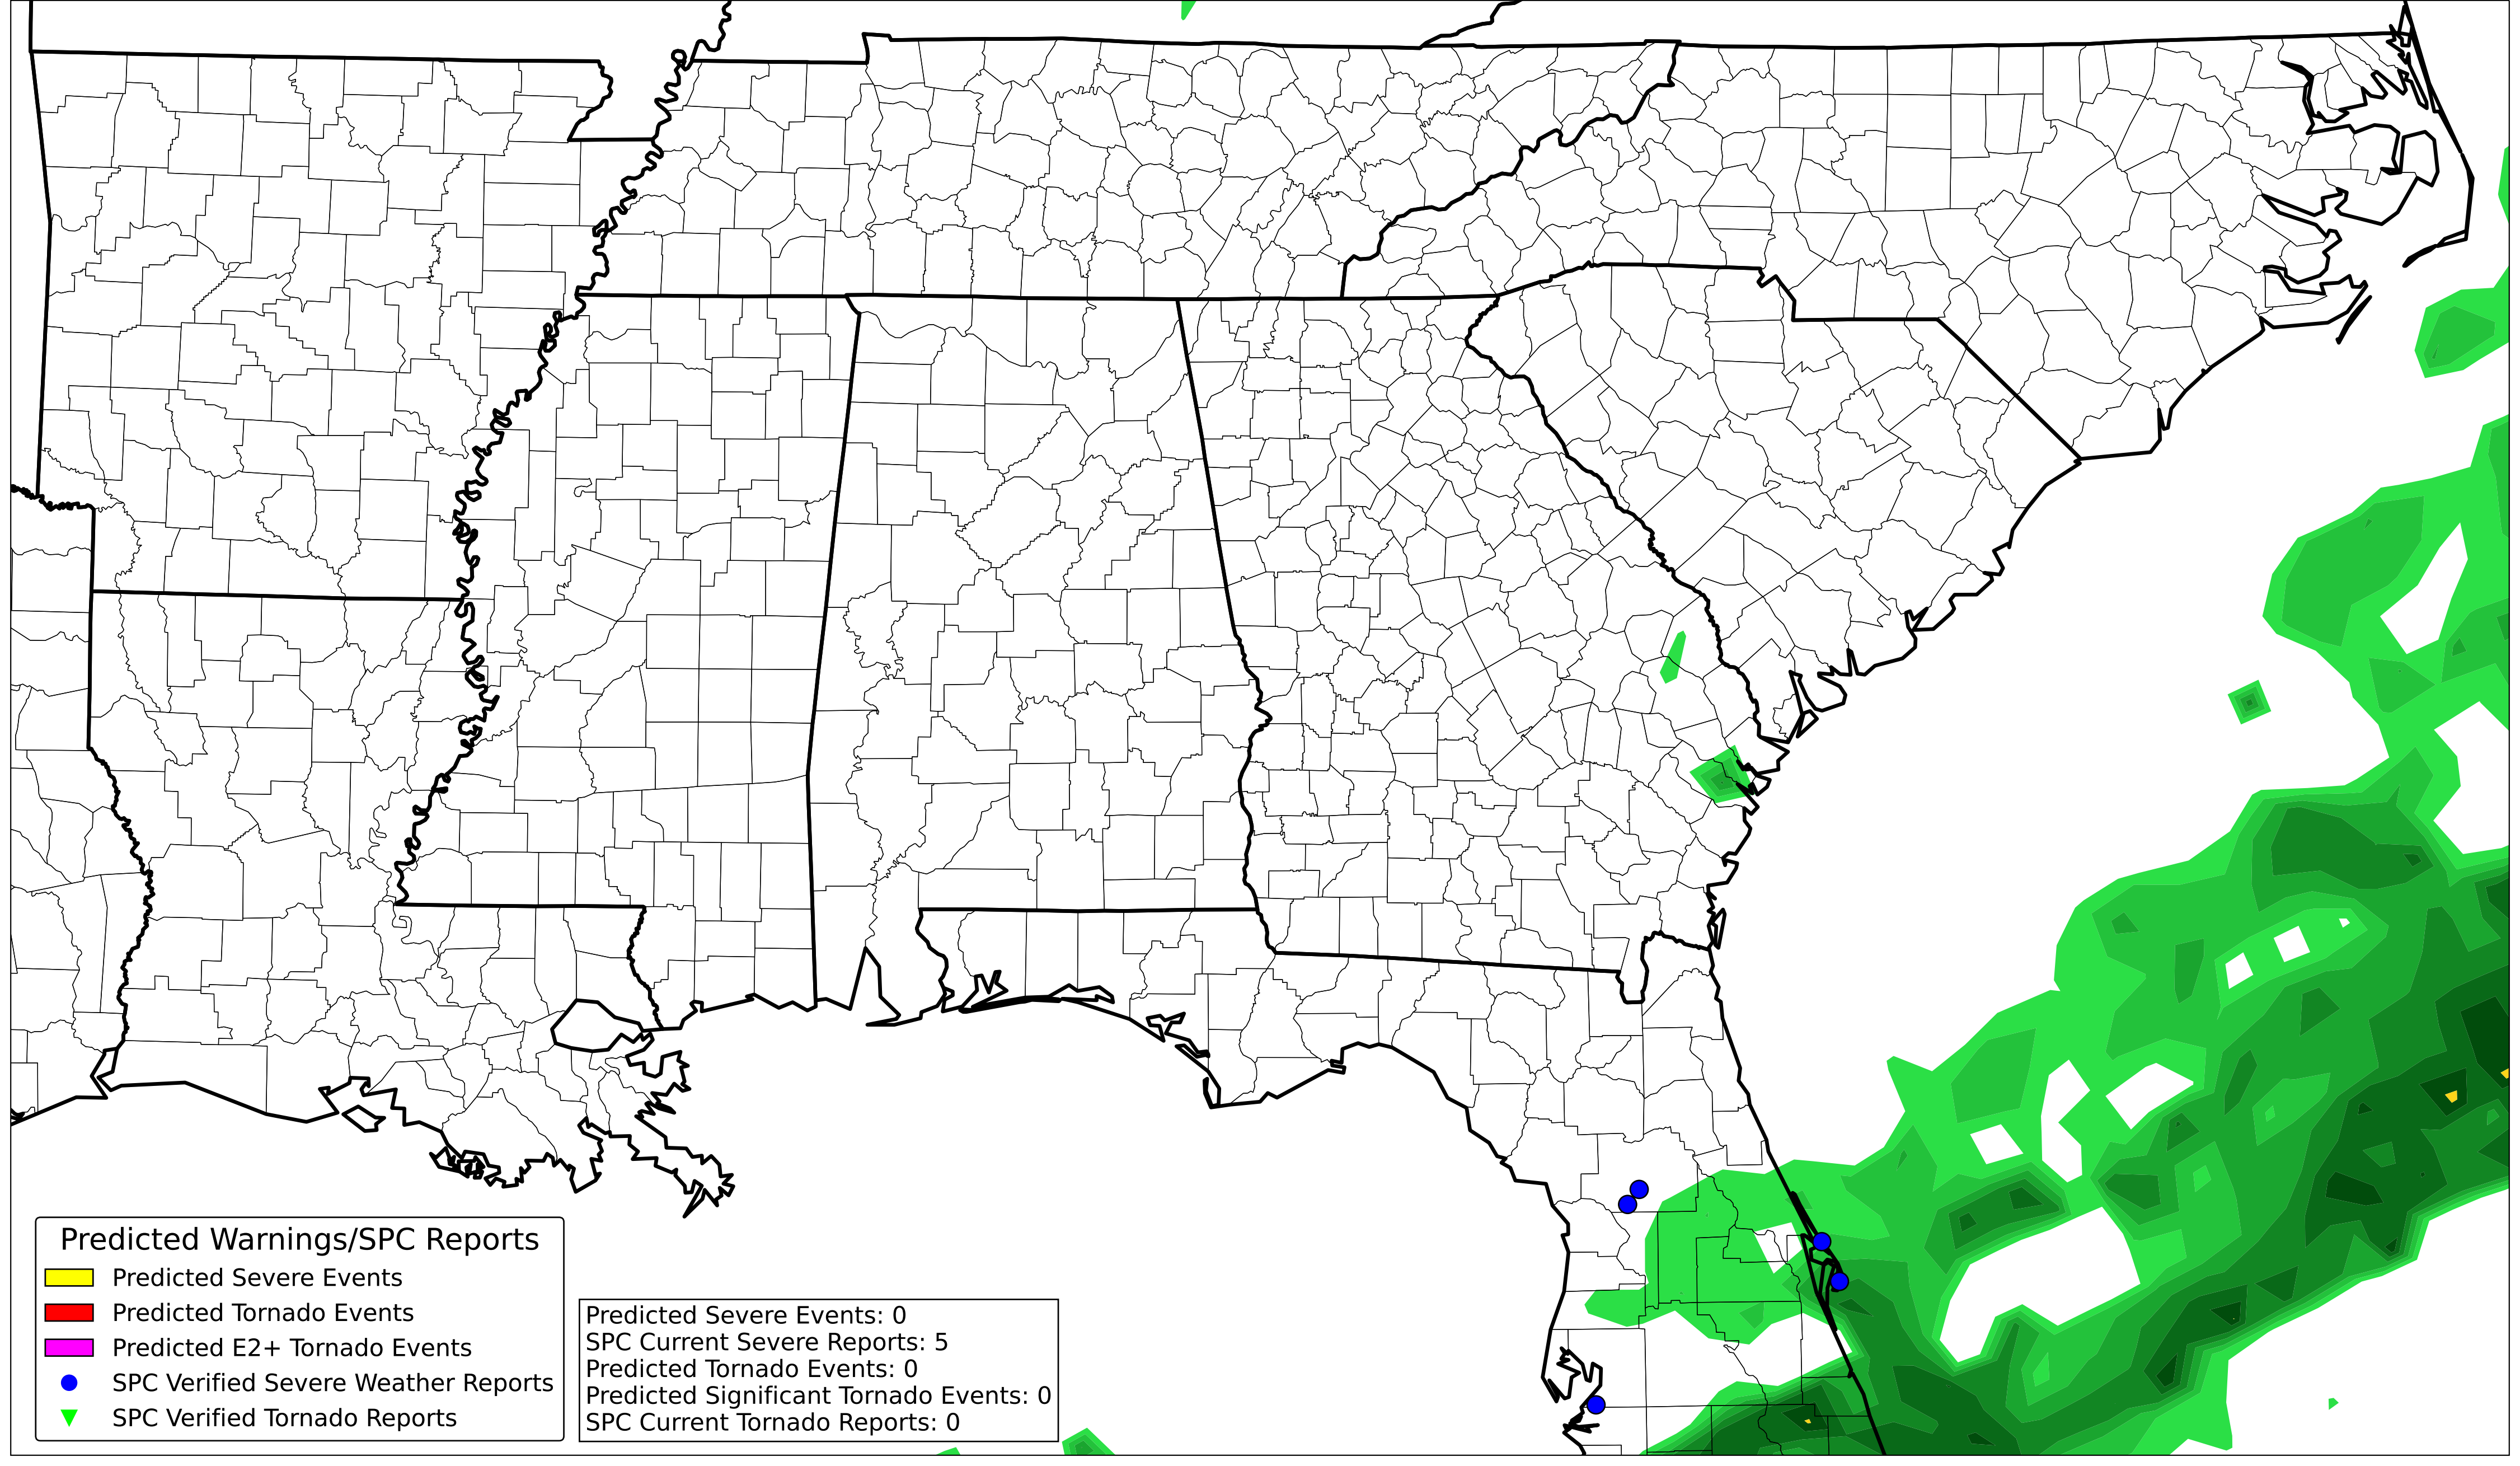 Predicted Warnings/SPC Reports
Predicted Severe Events
Predicted Tornado Events
Predicted E2+ Tornado Events
SPC Verified Severe Weather Reports
SPC Verified Tornado Reports
Predicted Severe Events: 0
SPC Current Severe Reports: 5
Predicted Tornado Events: 0
Predicted Significant Tornado Events: 0
SPC Current Tornado Reports: 0